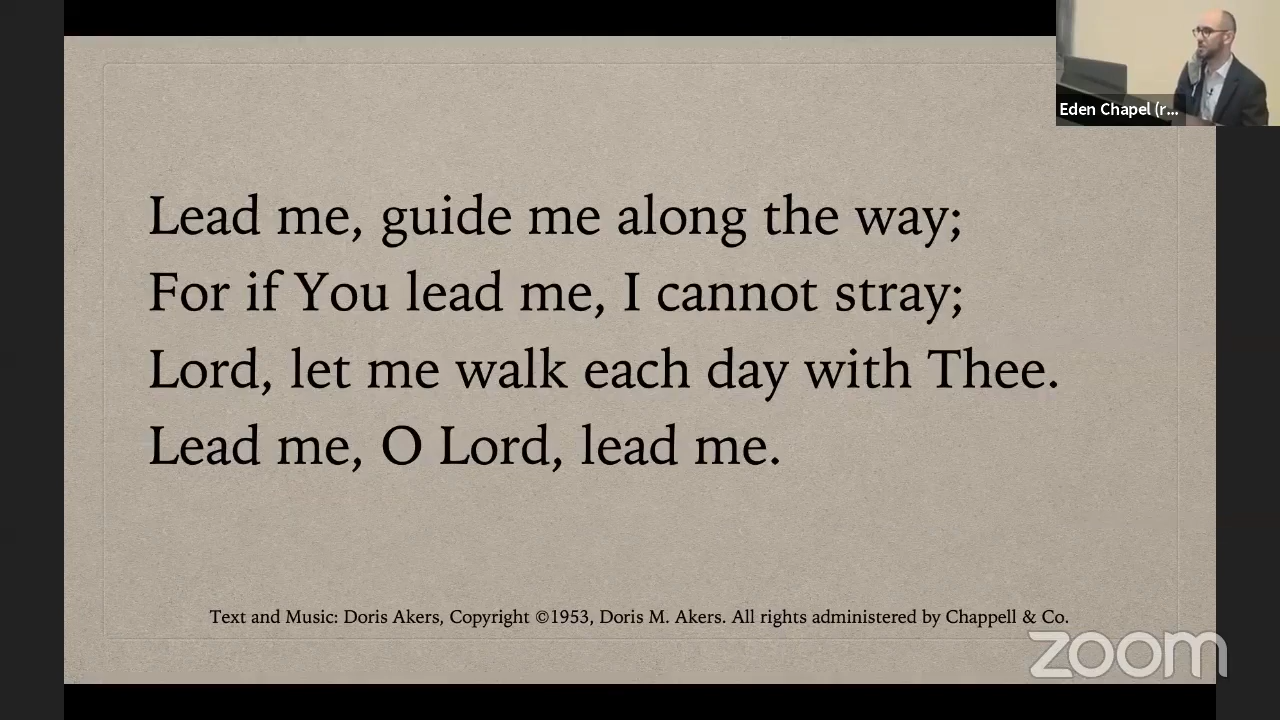 Lead me, guide me along the way;
For if You lead me, I cannot stray;
Lord, let me walk each day with Thee.
Lead me, O Lord, lead me.
Text and Music: Doris Akers, Copyright ©1953, Doris M. Akers. All rights administered by Chappell & Co.
Eden Chapel (r...
zoom